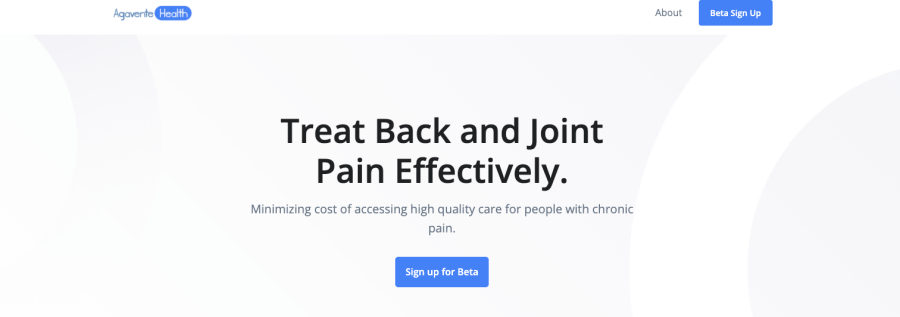 Agavente Health
About
Beta Sign Up
Treat Back and Joint
Pain Effectively.
Minimizing cost of accessing high quality care for people with chronic
pain.
Sign up for Beta